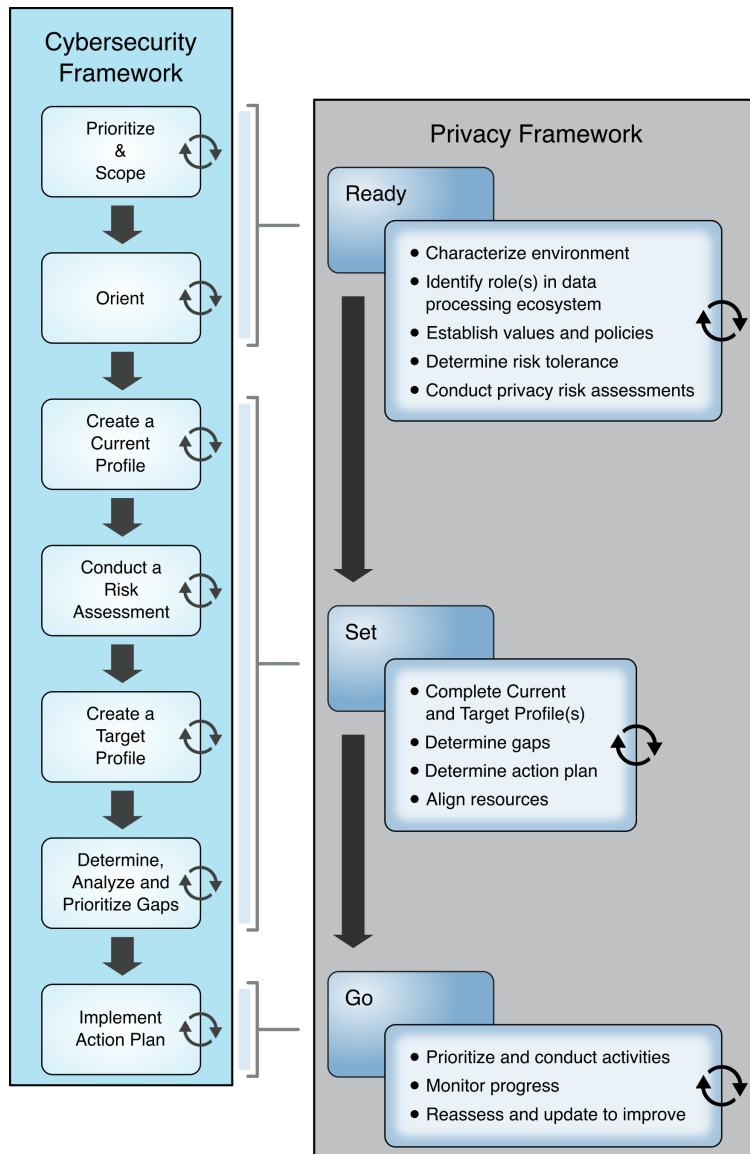 Cybersecurity
Framework
Prioritize
&
Scope
Orient
Create a
Current
Profile
Conduct a
Risk
Assessment
Create a
Target
Profile
Determine,
Analyze and
Prioritize Gaps
Implement
Action Plan
Privacy Framework
Ready
● Characterize environment
● Identify role(s) in data
processing ecosystem
● Establish values and policies
● Determine risk tolerance
● Conduct privacy risk assessments
Set
● Complete Current
and Target Profile(s)
● Determine gaps
● Determine action plan
● Align resources
Go
● Prioritize and conduct activities
● Monitor progress
● Reassess and update to improve